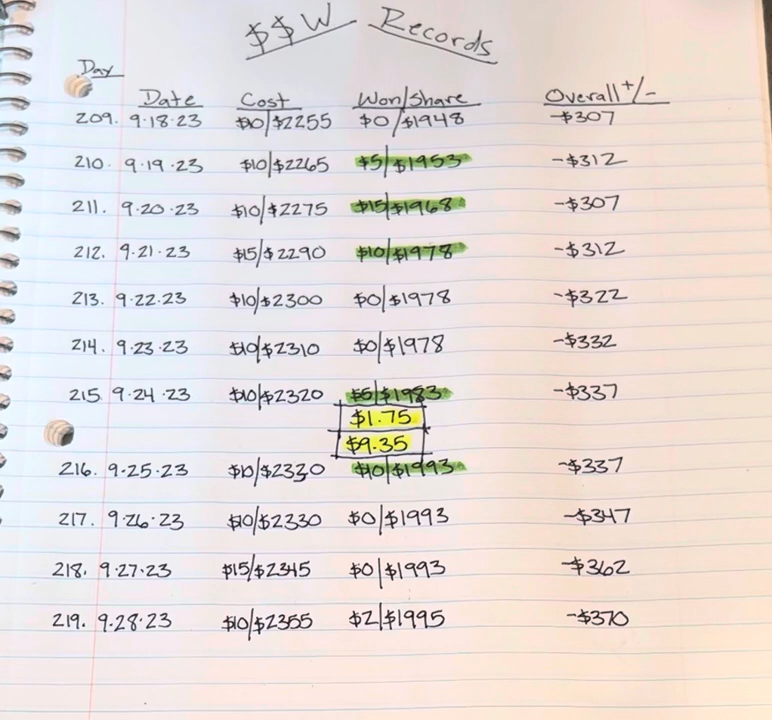 $$W Records
Day
Date Cost Won/Share Overall +/-
209. 9.18.23 $10/$2255 $0/$1948 -$307
210. 9.19.23 $10/$2265 $5/$1953 -$312
211. 9.20.23 $10/$2275 $15/$1968 -$307
212. 9.21.23 $15/$2290 $10/$1978 -$312
213. 9.22.23 $10/$2300 $0/$1978 -$322
214. 9.23.23 $10/$2310 $0/$1978 -$332
215 9.24.23 $10/$2320 $5/$1983 -$337
$1.75
$9.35
216. 9.25.23 $10/$2330 $10/$1993 -$337
217. 9.26.23 $10/$2330 $0/$1993 -$347
218. 9.27.23 $15/$2345 $0/$1993 -$362
219. 9.28.23 $10/$2355 $2/$1995 -$370